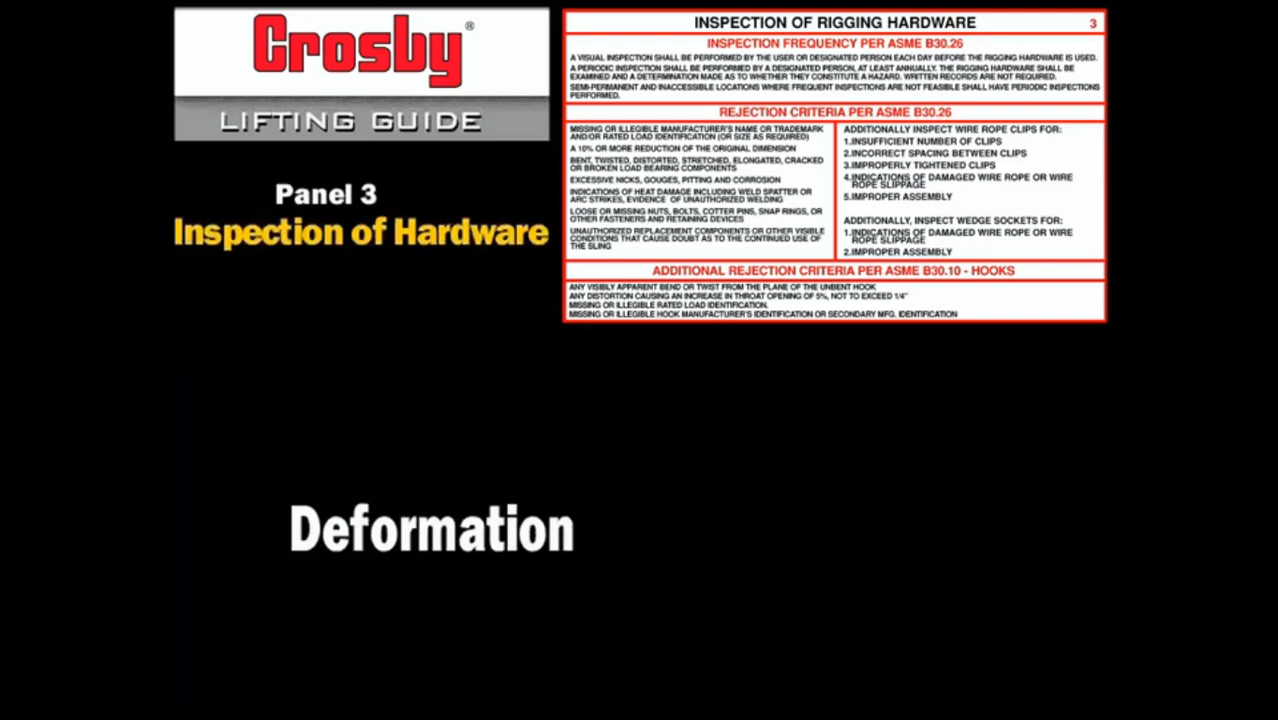 Crosby®
LIFTING GUIDE
Panel 3
Inspection of Hardware
INSPECTION OF RIGGING HARDWARE 3
INSPECTION FREQUENCY PER ASME B30.26
A VISUAL INSPECTION SHALL BE PERFORMED BY THE USER OR DESIGNATED PERSON EACH DAY BEFORE THE RIGGING HARDWARE IS USED.
A PERIODIC INSPECTION SHALL BE PERFORMED BY A DESIGNATED PERSON, AT LEAST ANNUALLY. THE RIGGING HARDWARE SHALL BE
EXAMINED AND A DETERMINATION MADE AS TO WHETHER THEY CONSTITUTE A HAZARD. WRITTEN RECORDS ARE NOT REQUIRED.
SEMI-PERMANENT AND INACCESSIBLE LOCATIONS WHERE FREQUENT INSPECTIONS ARE NOT FEASIBLE SHALL HAVE PERIODIC INSPECTIONS
PERFORMED.
REJECTION CRITERIA PER ASME B30.26
MISSING OR ILLEGIBLE MANUFACTURER'S NAME OR TRADEMARK
AND/OR RATED LOAD IDENTIFICATION (OR SIZE AS REQUIRED)
A 10% OR MORE REDUCTION OF THE ORIGINAL DIMENSION
BENT, TWISTED, DISTORTED, STRETCHED, ELONGATED, CRACKED
OR BROKEN LOAD BEARING COMPONENTS
EXCESSIVE NICKS, GOUGES, PITTING AND CORROSION
INDICATIONS OF HEAT DAMAGE INCLUDING WELD SPATTER OR
ARC STRIKES, EVIDENCE OF UNAUTHORIZED WELDING
LOOSE OR MISSING NUTS, BOLTS, COTTER PINS, SNAP RINGS, OR
OTHER FASTENERS AND RETAINING DEVICES
UNAUTHORIZED REPLACEMENT COMPONENTS OR OTHER VISIBLE
CONDITIONS THAT CAUSE DOUBT AS TO THE CONTINUED USE OF
THE SLING
ADDITIONALLY INSPECT WIRE ROPE CLIPS FOR:
1.INSUFFICIENT NUMBER OF CLIPS
2.INCORRECT SPACING BETWEEN CLIPS
3.IMPROPERLY TIGHTENED CLIPS
4.INDICATIONS OF DAMAGED WIRE ROPE OR WIRE
ROPE SLIPPAGE
5.IMPROPER ASSEMBLY
ADDITIONALLY, INSPECT WEDGE SOCKETS FOR:
1.INDICATIONS OF DAMAGED WIRE ROPE OR WIRE
ROPE SLIPPAGE
2.IMPROPER ASSEMBLY
ADDITIONAL REJECTION CRITERIA PER ASME B30.10 - HOOKS
ANY VISIBLY APPARENT BEND OR TWIST FROM THE PLANE OF THE UNBENT HOOK
ANY DISTORTION CAUSING AN INCREASE IN THROAT OPENING OF 5%, NOT TO EXCEED 1/4"
MISSING OR ILLEGIBLE RATED LOAD IDENTIFICATION.
MISSING OR ILLEGIBLE HOOK MANUFACTURER'S IDENTIFICATION OR SECONDARY MFG. IDENTIFICATION
Deformation